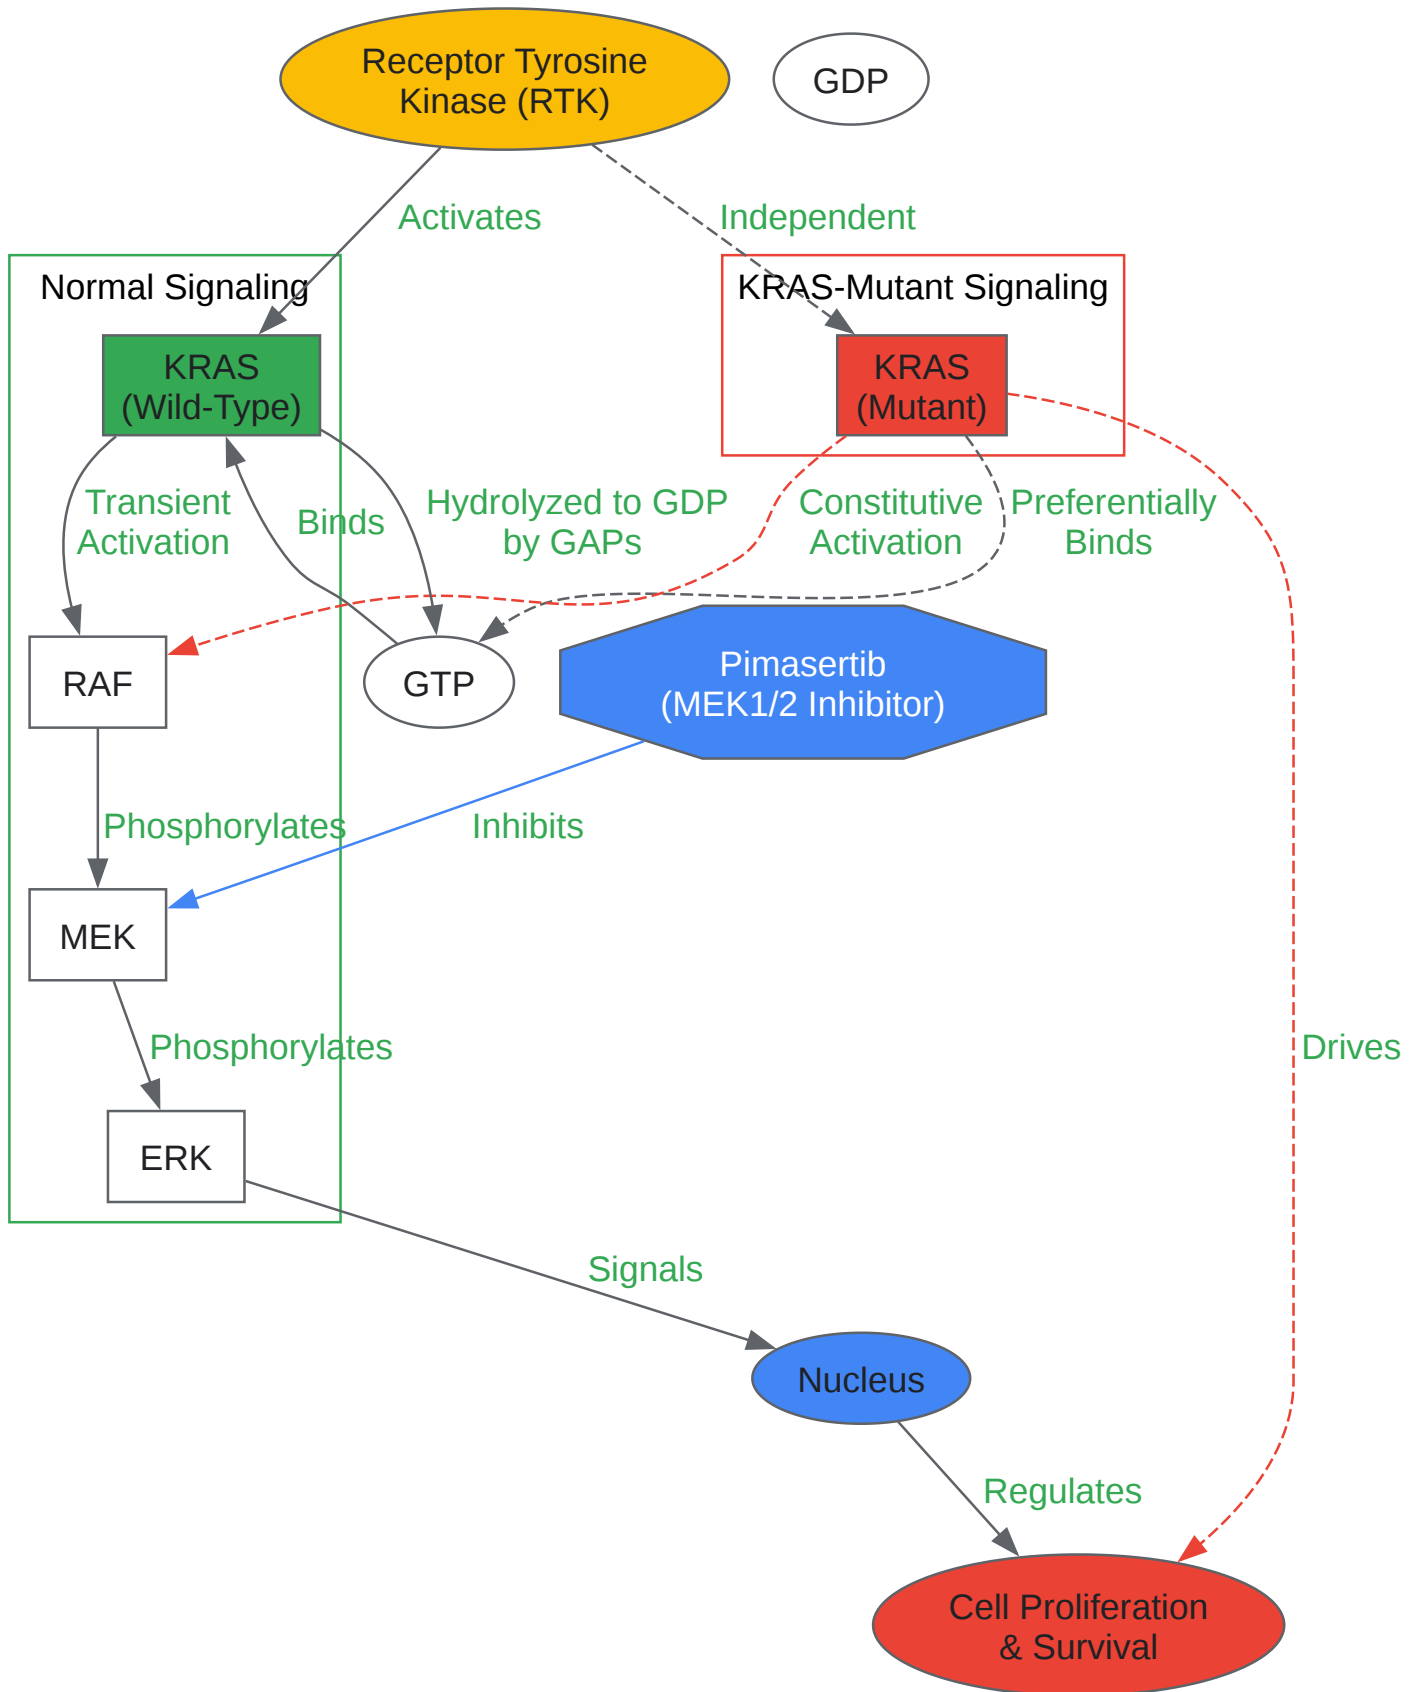 Receptor Tyrosine
Kinase (RTK)
GDP
Activates
Independent
Normal Signaling
KRAS-Mutant Signaling
KRAS
(Wild-Type)
KRAS
(Mutant)
Transient
Activation
Binds
Hydrolyzed to GDP
by GAPs
Constitutive
Activation
Preferentially
Binds
RAF
GTP
Pimasertib
(MEK1/2 Inhibitor)
Phosphorylates
Inhibits
MEK
Phosphorylates
Drives
ERK
Signals
Nucleus
Regulates
Cell Proliferation
& Survival